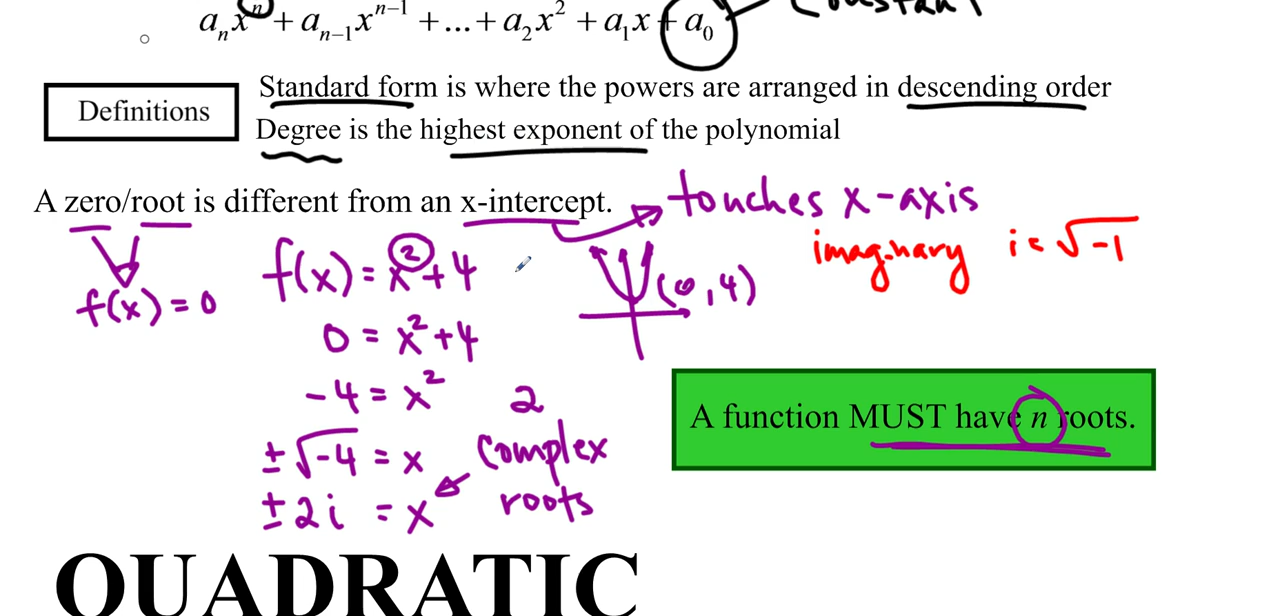 aₙxⁿ + aₙ₋₁xⁿ⁻¹ + ... + a₂x² + a₁x + a₀
Constant
Definitions
Standard form is where the powers are arranged in descending order
Degree is the highest exponent of the polynomial
A zero/root is different from an x-intercept.
touches x-axis
imaginary i = √-1
f(x) = 0
f(x) = x² + 4
(0, 4)
0 = x² + 4
-4 = x²
±√-4 = x
±2i = x
2
complex
roots
A function MUST have n roots.
QUADRATIC